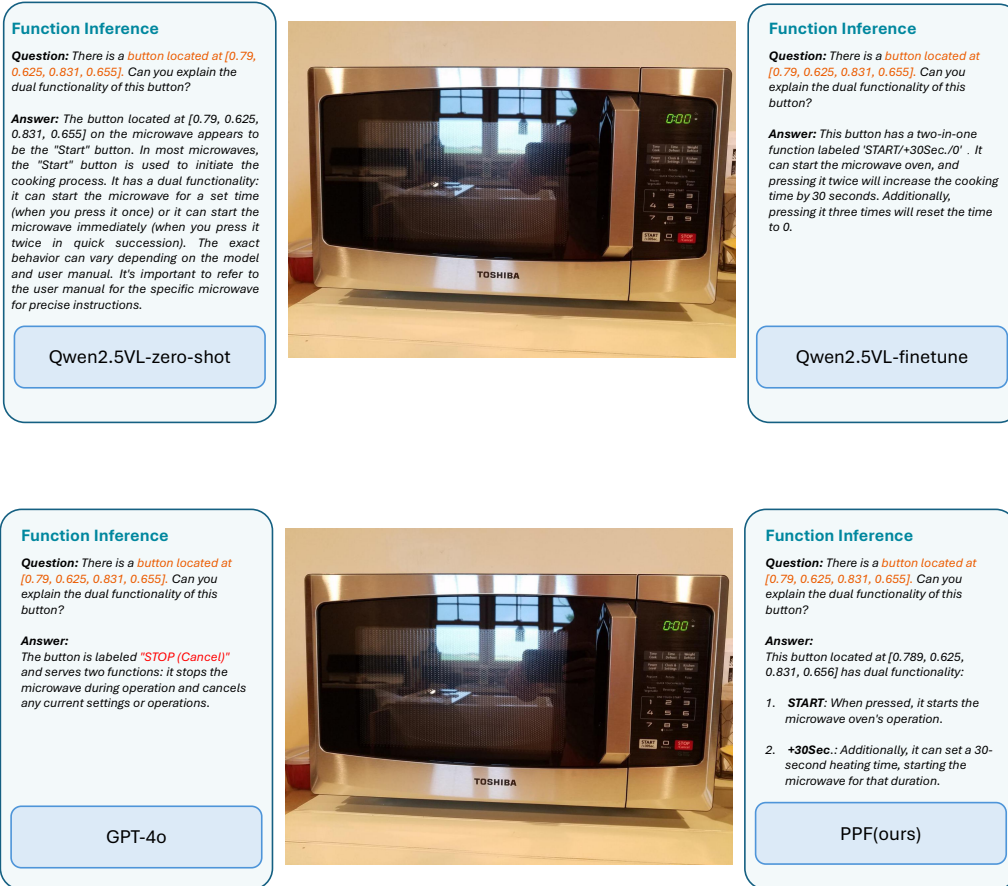 Function Inference
Question: There is a button located at [0.79,
0.625, 0.831, 0.655]. Can you explain the
dual functionality of this button?
Answer: The button located at [0.79, 0.625,
0.831, 0.655] on the microwave appears to
be the "Start" button. In most microwaves,
the "Start" button is used to initiate the
cooking process. It has a dual functionality:
it can start the microwave for a set time
(when you press it once) or it can start the
microwave immediately (when you press it
twice in quick succession). The exact
behavior can vary depending on the model
and user manual. It's important to refer to
the user manual for the specific microwave
for precise instructions.
Qwen2.5VL-zero-shot
0:00
1 2 3
4 5 6
7 8 9
START 0 STOP
TOSHIBA
Function Inference
Question: There is a button located at
[0.79, 0.625, 0.831, 0.655]. Can you
explain the dual functionality of this
button?
Answer: This button has a two-in-one
function labeled 'START/+30Sec./0' . It
can start the microwave oven, and
pressing it twice will increase the cooking
time by 30 seconds. Additionally,
pressing it three times will reset the time
to 0.
Qwen2.5VL-finetune
Function Inference
Question: There is a button located at
[0.79, 0.625, 0.831, 0.655]. Can you
explain the dual functionality of this
button?
Answer:
The button is labeled "STOP (Cancel)"
and serves two functions: it stops the
microwave during operation and cancels
any current settings or operations.
GPT-4o
0:00
1 2 3
4 5 6
7 8 9
START 0 STOP
TOSHIBA
Function Inference
Question: There is a button located at
[0.79, 0.625, 0.831, 0.655]. Can you
explain the dual functionality of this
button?
Answer:
This button located at [0.789, 0.625,
0.831, 0.656] has dual functionality:
1. START: When pressed, it starts the
microwave oven's operation.
2. +30Sec.: Additionally, it can set a 30-
second heating time, starting the
microwave for that duration.
PPF(ours)